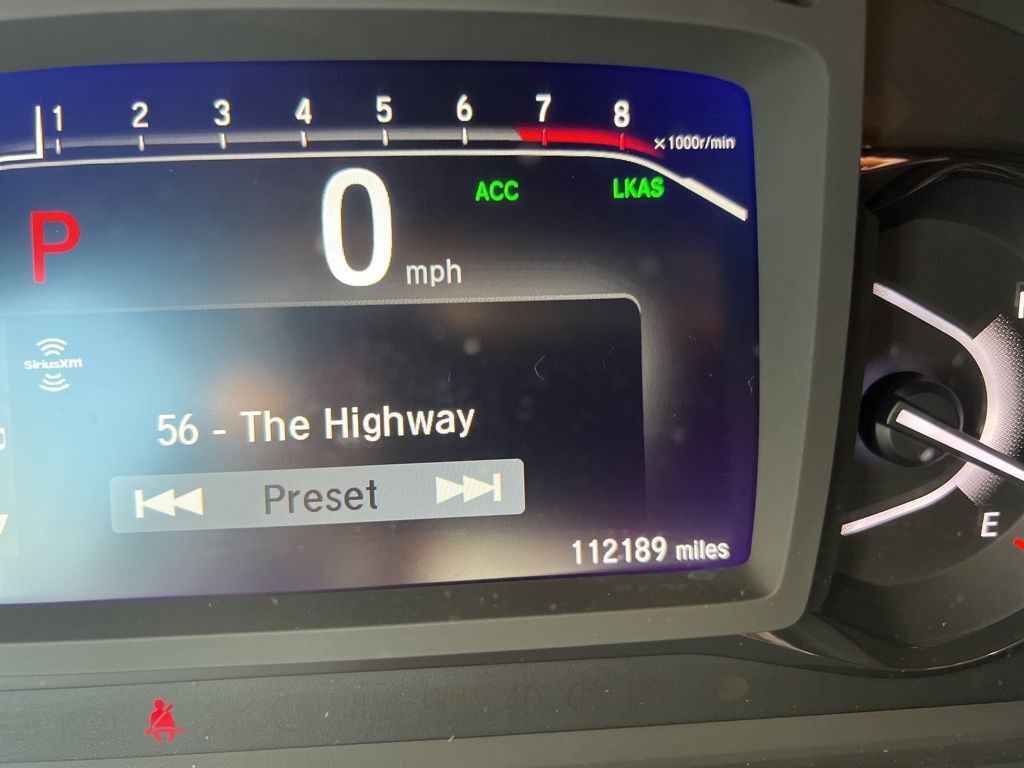 1 2 3 4 5 6 7 8
×1000r/min
ACC LKAS
P 0 mph
SiriusXM
56 - The Highway
Preset
112189 miles
E